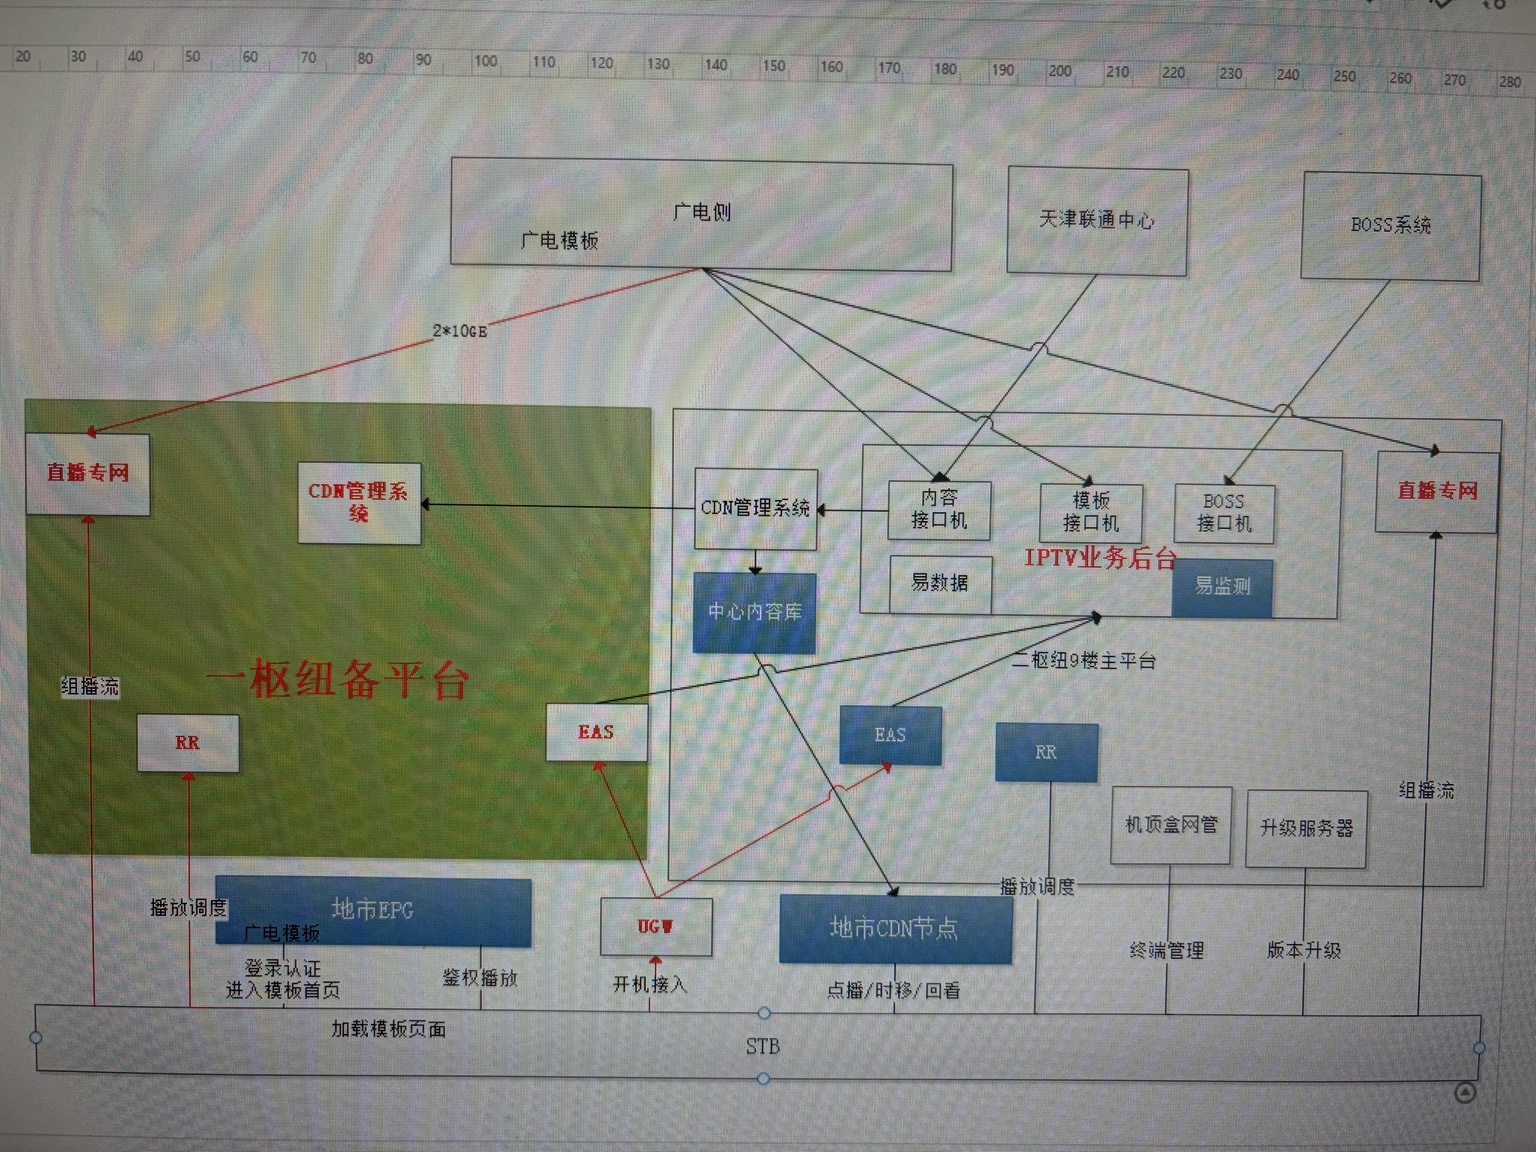 20 30 40 50 60 70 80 90 100 110 120 130 140 150 160 170 180 190 200 210 220 230 240 250 260 270 280
广电侧
广电模板
天津联通中心
BOSS系统
2*10GE
直播专网
CDN管理系
统
CDN管理系统
内容
接口机
模板
接口机
BOSS
接口机
直播专网
IPTV业务后台
易数据
易监测
中心内容库
二枢纽9楼主平台
一枢纽备平台
组播流
RR
EAS
EAS
RR
机顶盒网管
升级服务器
组播流
播放调度
地市EPG
广电模板
UGW
地市CDN节点
播放调度
登录认证
进入模板首页
鉴权播放
开机接入
点播/时移/回看
终端管理
版本升级
加载模板页面
STB